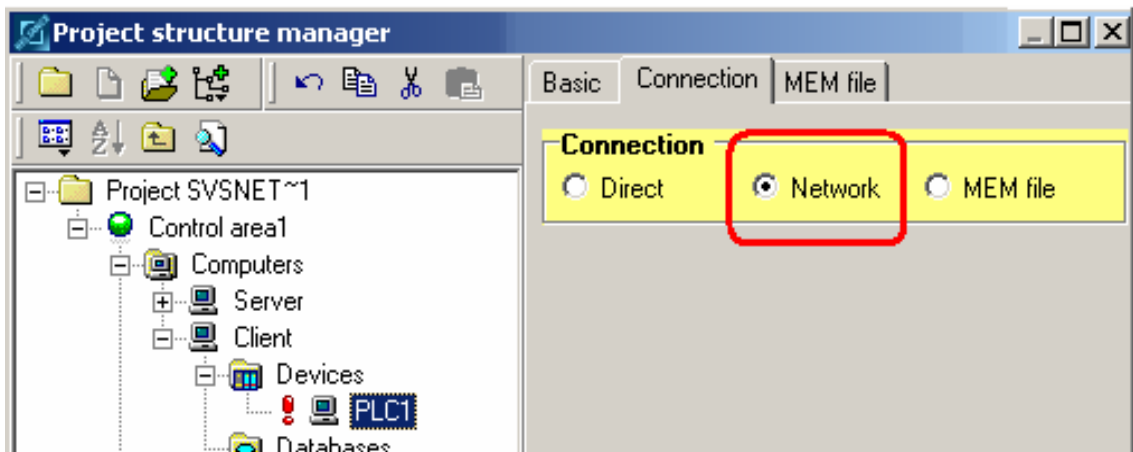 Project structure manager
Basic Connection MEM file
Connection
Direct Network MEM file
Project SVSNET~1
Control area1
Computers
Server
Client
Devices
PLC1
Databases